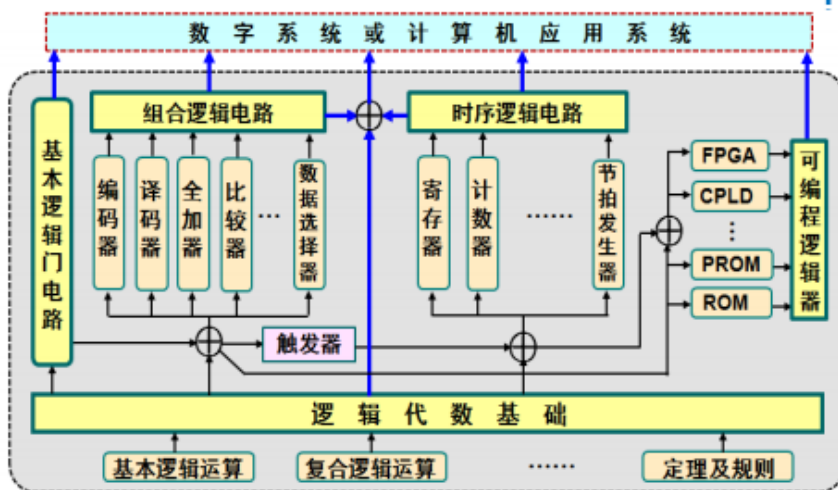 数字系统或计算机应用系统
基本逻辑门电路
组合逻辑电路
时序逻辑电路
编码器
译码器
全加器
比较器
……
数据选择器
寄存器
计数器
……
节拍发生器
FPGA
CPLD
…
PROM
ROM
可编程逻辑器
触发器
逻辑代数基础
基本逻辑运算
复合逻辑运算
……
定理及规则